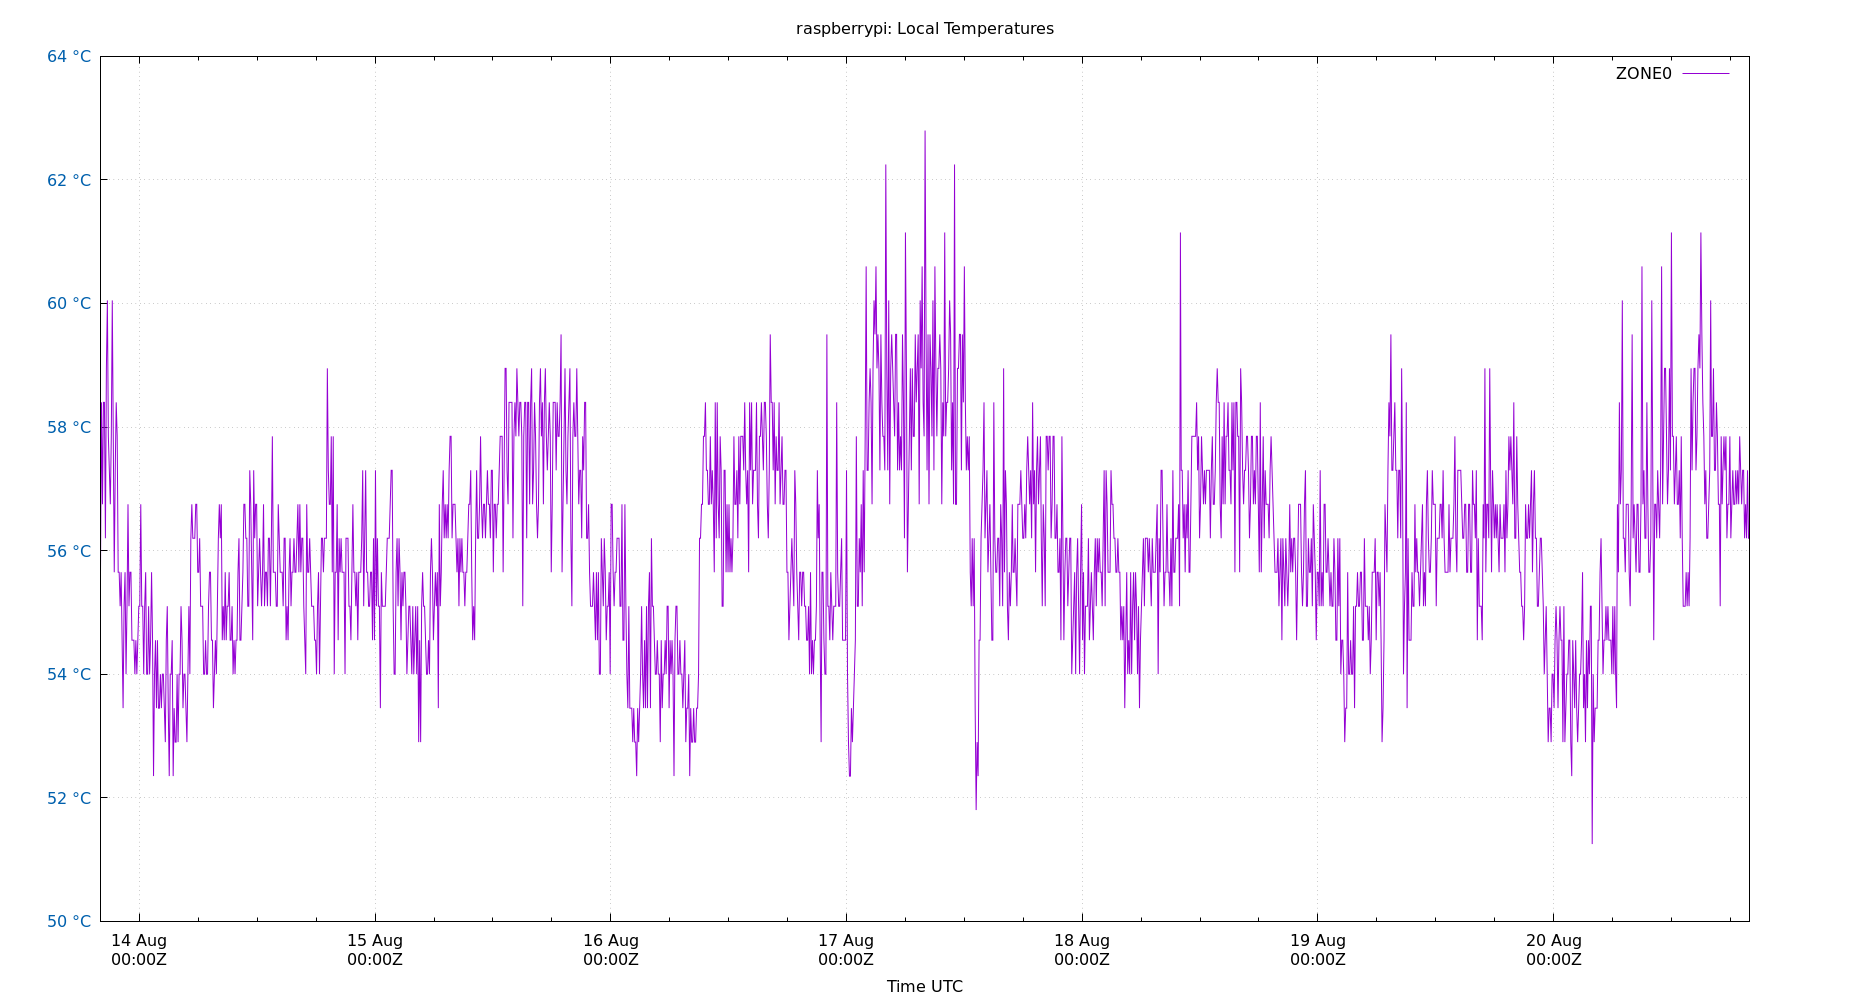 raspberrypi: Local Temperatures
64 °C
ZONE0
62 °C
60 °C
58 °C
56 °C
54 °C
52 °C
50 °C
14 Aug 15 Aug 16 Aug 17 Aug 18 Aug 19 Aug 20 Aug
00:00Z 00:00Z 00:00Z 00:00Z 00:00Z 00:00Z 00:00Z
Time UTC